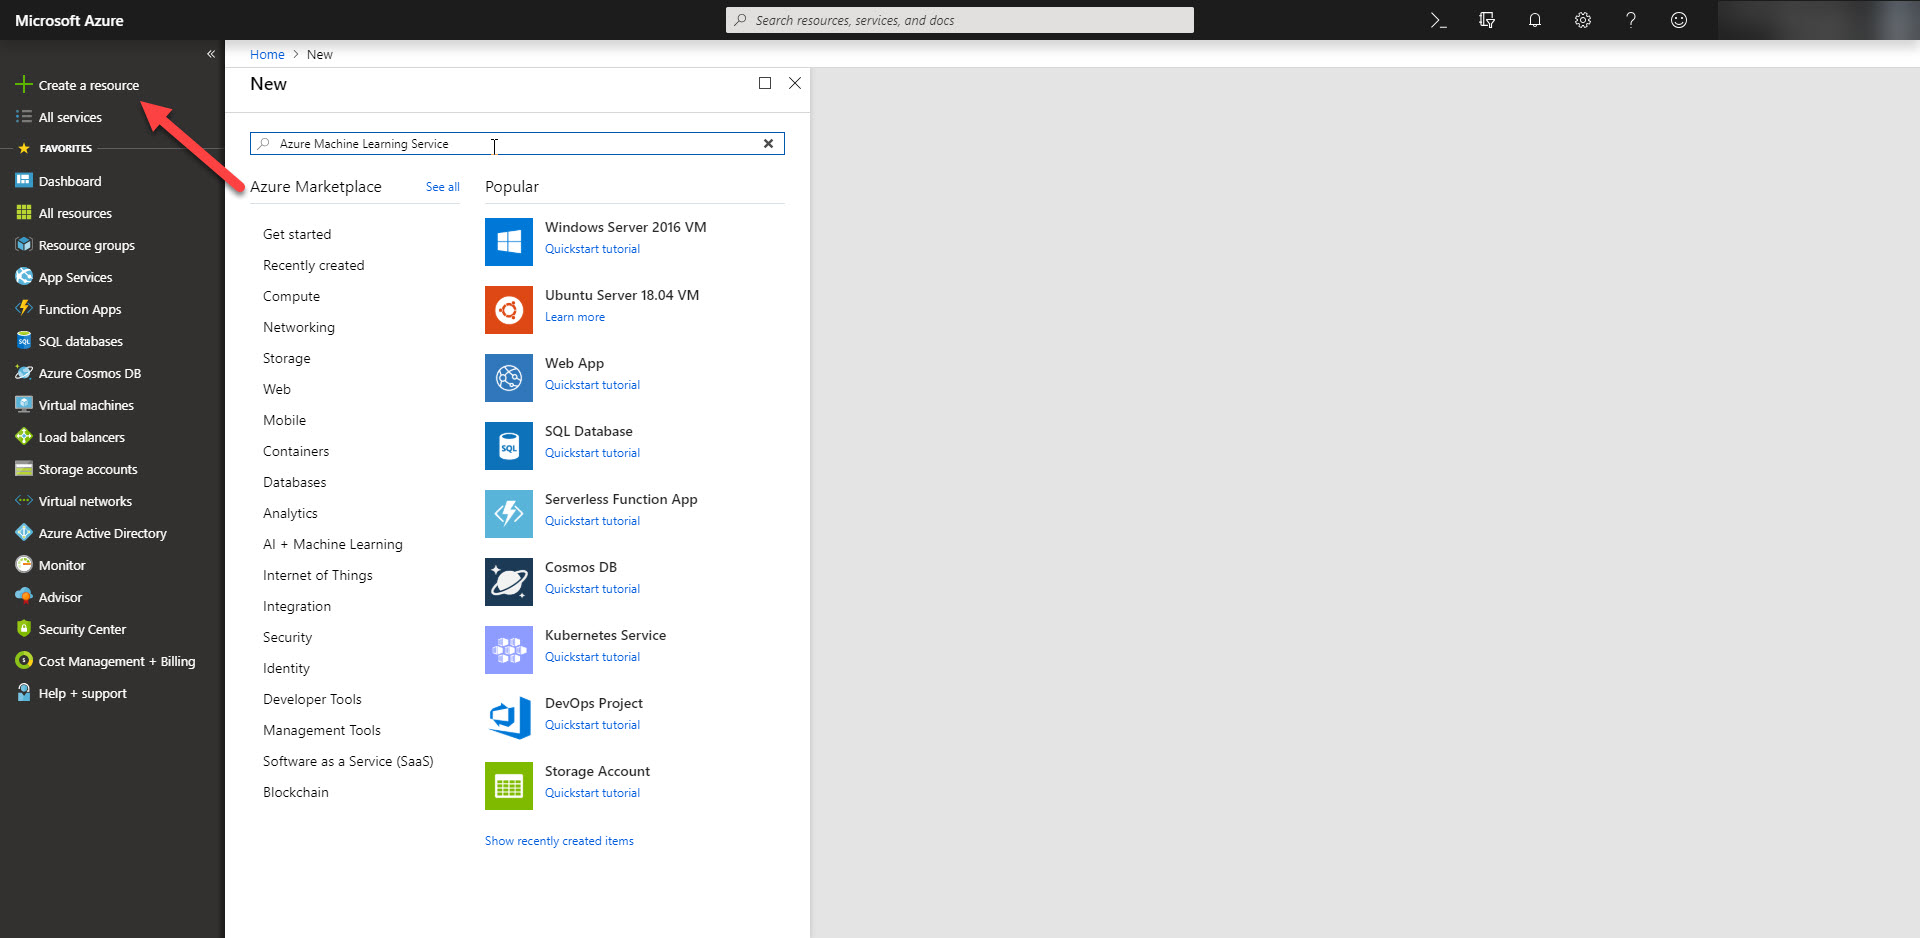 Microsoft Azure
Search resources, services, and docs
Create a resource
All services
FAVORITES
Dashboard
All resources
Resource groups
App Services
Function Apps
SQL databases
Azure Cosmos DB
Virtual machines
Load balancers
Storage accounts
Virtual networks
Azure Active Directory
Monitor
Advisor
Security Center
Cost Management + Billing
Help + support
Home > New
New
Azure Machine Learning Service
Azure Marketplace
See all
Get started
Recently created
Compute
Networking
Storage
Web
Mobile
Containers
Databases
Analytics
AI + Machine Learning
Internet of Things
Integration
Security
Identity
Developer Tools
Management Tools
Software as a Service (SaaS)
Blockchain
Popular
Windows Server 2016 VM
Quickstart tutorial
Ubuntu Server 18.04 VM
Learn more
Web App
Quickstart tutorial
SQL
SQL Database
Quickstart tutorial
Serverless Function App
Quickstart tutorial
Cosmos DB
Quickstart tutorial
Kubernetes Service
Quickstart tutorial
DevOps Project
Quickstart tutorial
Storage Account
Quickstart tutorial
Show recently created items